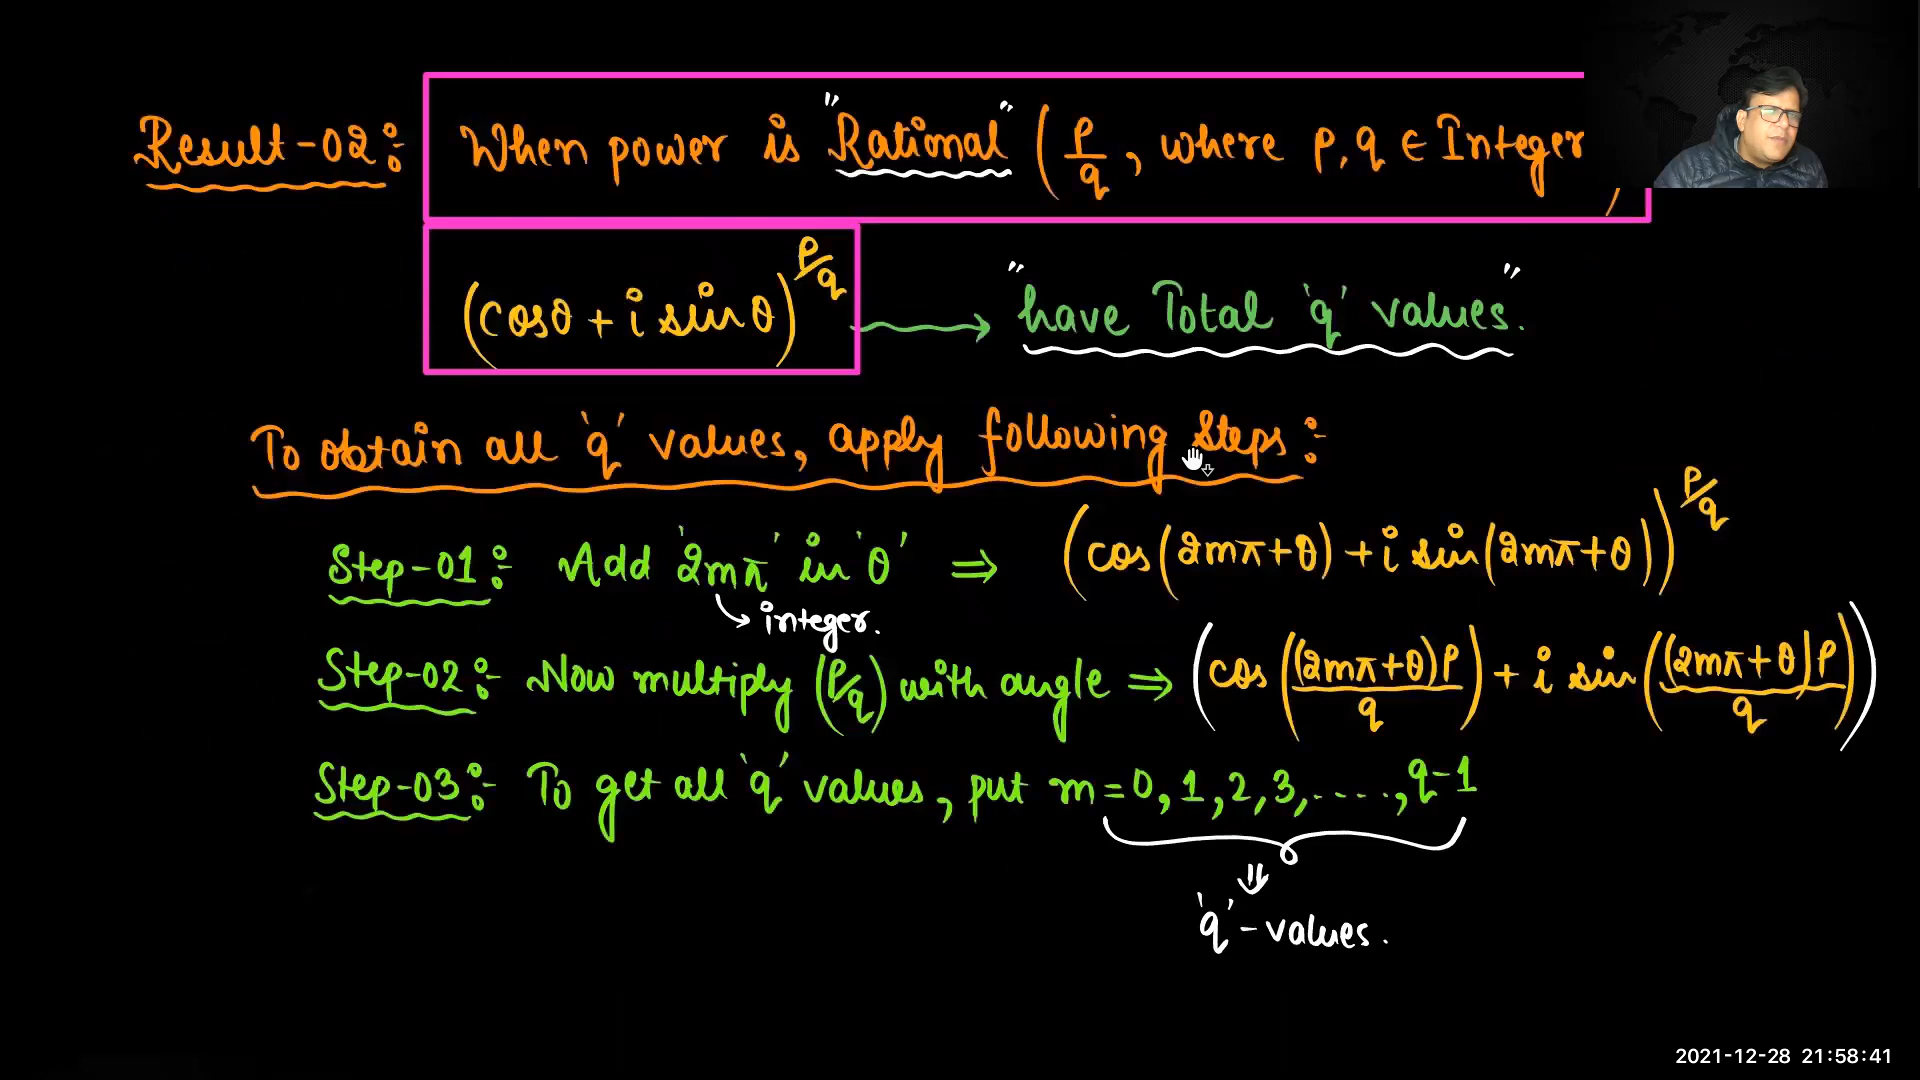 Result-02:- When power is "Rational" (p/q, where p,q ∈ Integer)
(cosθ + i sinθ)^p/q → "have Total 'q' values."
To obtain all 'q' values, apply following Steps:-
Step-01:- Add '2mπ' in 'θ' ⇒ (cos(2mπ+θ) + i sin(2mπ+θ))^p/q
↳ integer.
Step-02:- Now multiply (p/q) with angle ⇒ (cos((2mπ+θ)p/q) + i sin((2mπ+θ)p/q))
Step-03:- To get all 'q' values, put m=0,1,2,3,.....,q-1
⇓
'q'-values.
2021-12-28 21:58:41